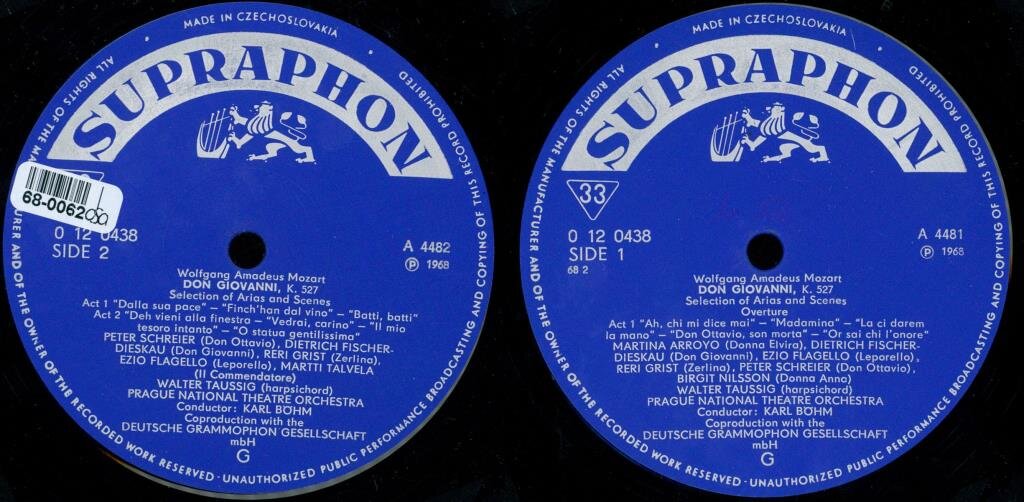 MADE IN CZECHOSLOVAKIA
ALL RIGHTS OF THE MANUFACTURER AND OF THE OWNER OF THE RECORDED WORK RESERVED · UNAUTHORIZED PUBLIC PERFORMANCE BROADCASTING AND COPYING OF THIS RECORD PROHIBITED
SUPRAPHON
68-0062
0 12 0438
SIDE 2
A 4482
Ⓟ 1968
Wolfgang Amadeus Mozart
DON GIOVANNI, K. 527
Selection of Arias and Scenes
Act 1 "Dalla sua pace" – "Finch'han dal vino" – "Batti, batti"
Act 2 "Deh vieni alla finestra – "Vedrai, carino" – "Il mio
tesoro intanto" – "O statua gentilissima"
PETER SCHREIER (Don Ottavio), DIETRICH FISCHER-
DIESKAU (Don Giovanni), RERI GRIST (Zerlina),
EZIO FLAGELLO (Leporello), MARTTI TALVELA
(Il Commendatore)
WALTER TAUSSIG (harpsichord)
PRAGUE NATIONAL THEATRE ORCHESTRA
Conductor: KARL BÖHM
Coproduction with the
DEUTSCHE GRAMMOPHON GESELLSCHAFT
mbH
G
MADE IN CZECHOSLOVAKIA
ALL RIGHTS OF THE MANUFACTURER AND OF THE OWNER OF THE RECORDED WORK RESERVED · UNAUTHORIZED PUBLIC PERFORMANCE BROADCASTING AND COPYING OF THIS RECORD PROHIBITED
SUPRAPHON
33
0 12 0438
SIDE 1
68 2
A 4481
Ⓟ 1968
Wolfgang Amadeus Mozart
DON GIOVANNI, K. 527
Selection of Arias and Scenes
Overture
Act 1 "Ah, chi mi dice mai" – "Madamina" – "La ci darem
la mano" – "Don Ottavio, son morta" – "Or sai chi l'onore"
MARTINA ARROYO (Donna Elvira), DIETRICH FISCHER-
DIESKAU (Don Giovanni), EZIO FLAGELLO (Leporello),
RERI GRIST (Zerlina), PETER SCHREIER (Don Ottavio),
BIRGIT NILSSON (Donna Anna)
WALTER TAUSSIG (harpsichord)
PRAGUE NATIONAL THEATRE ORCHESTRA
Conductor: KARL BÖHM
Coproduction with the
DEUTSCHE GRAMMOPHON GESELLSCHAFT
mbH
G